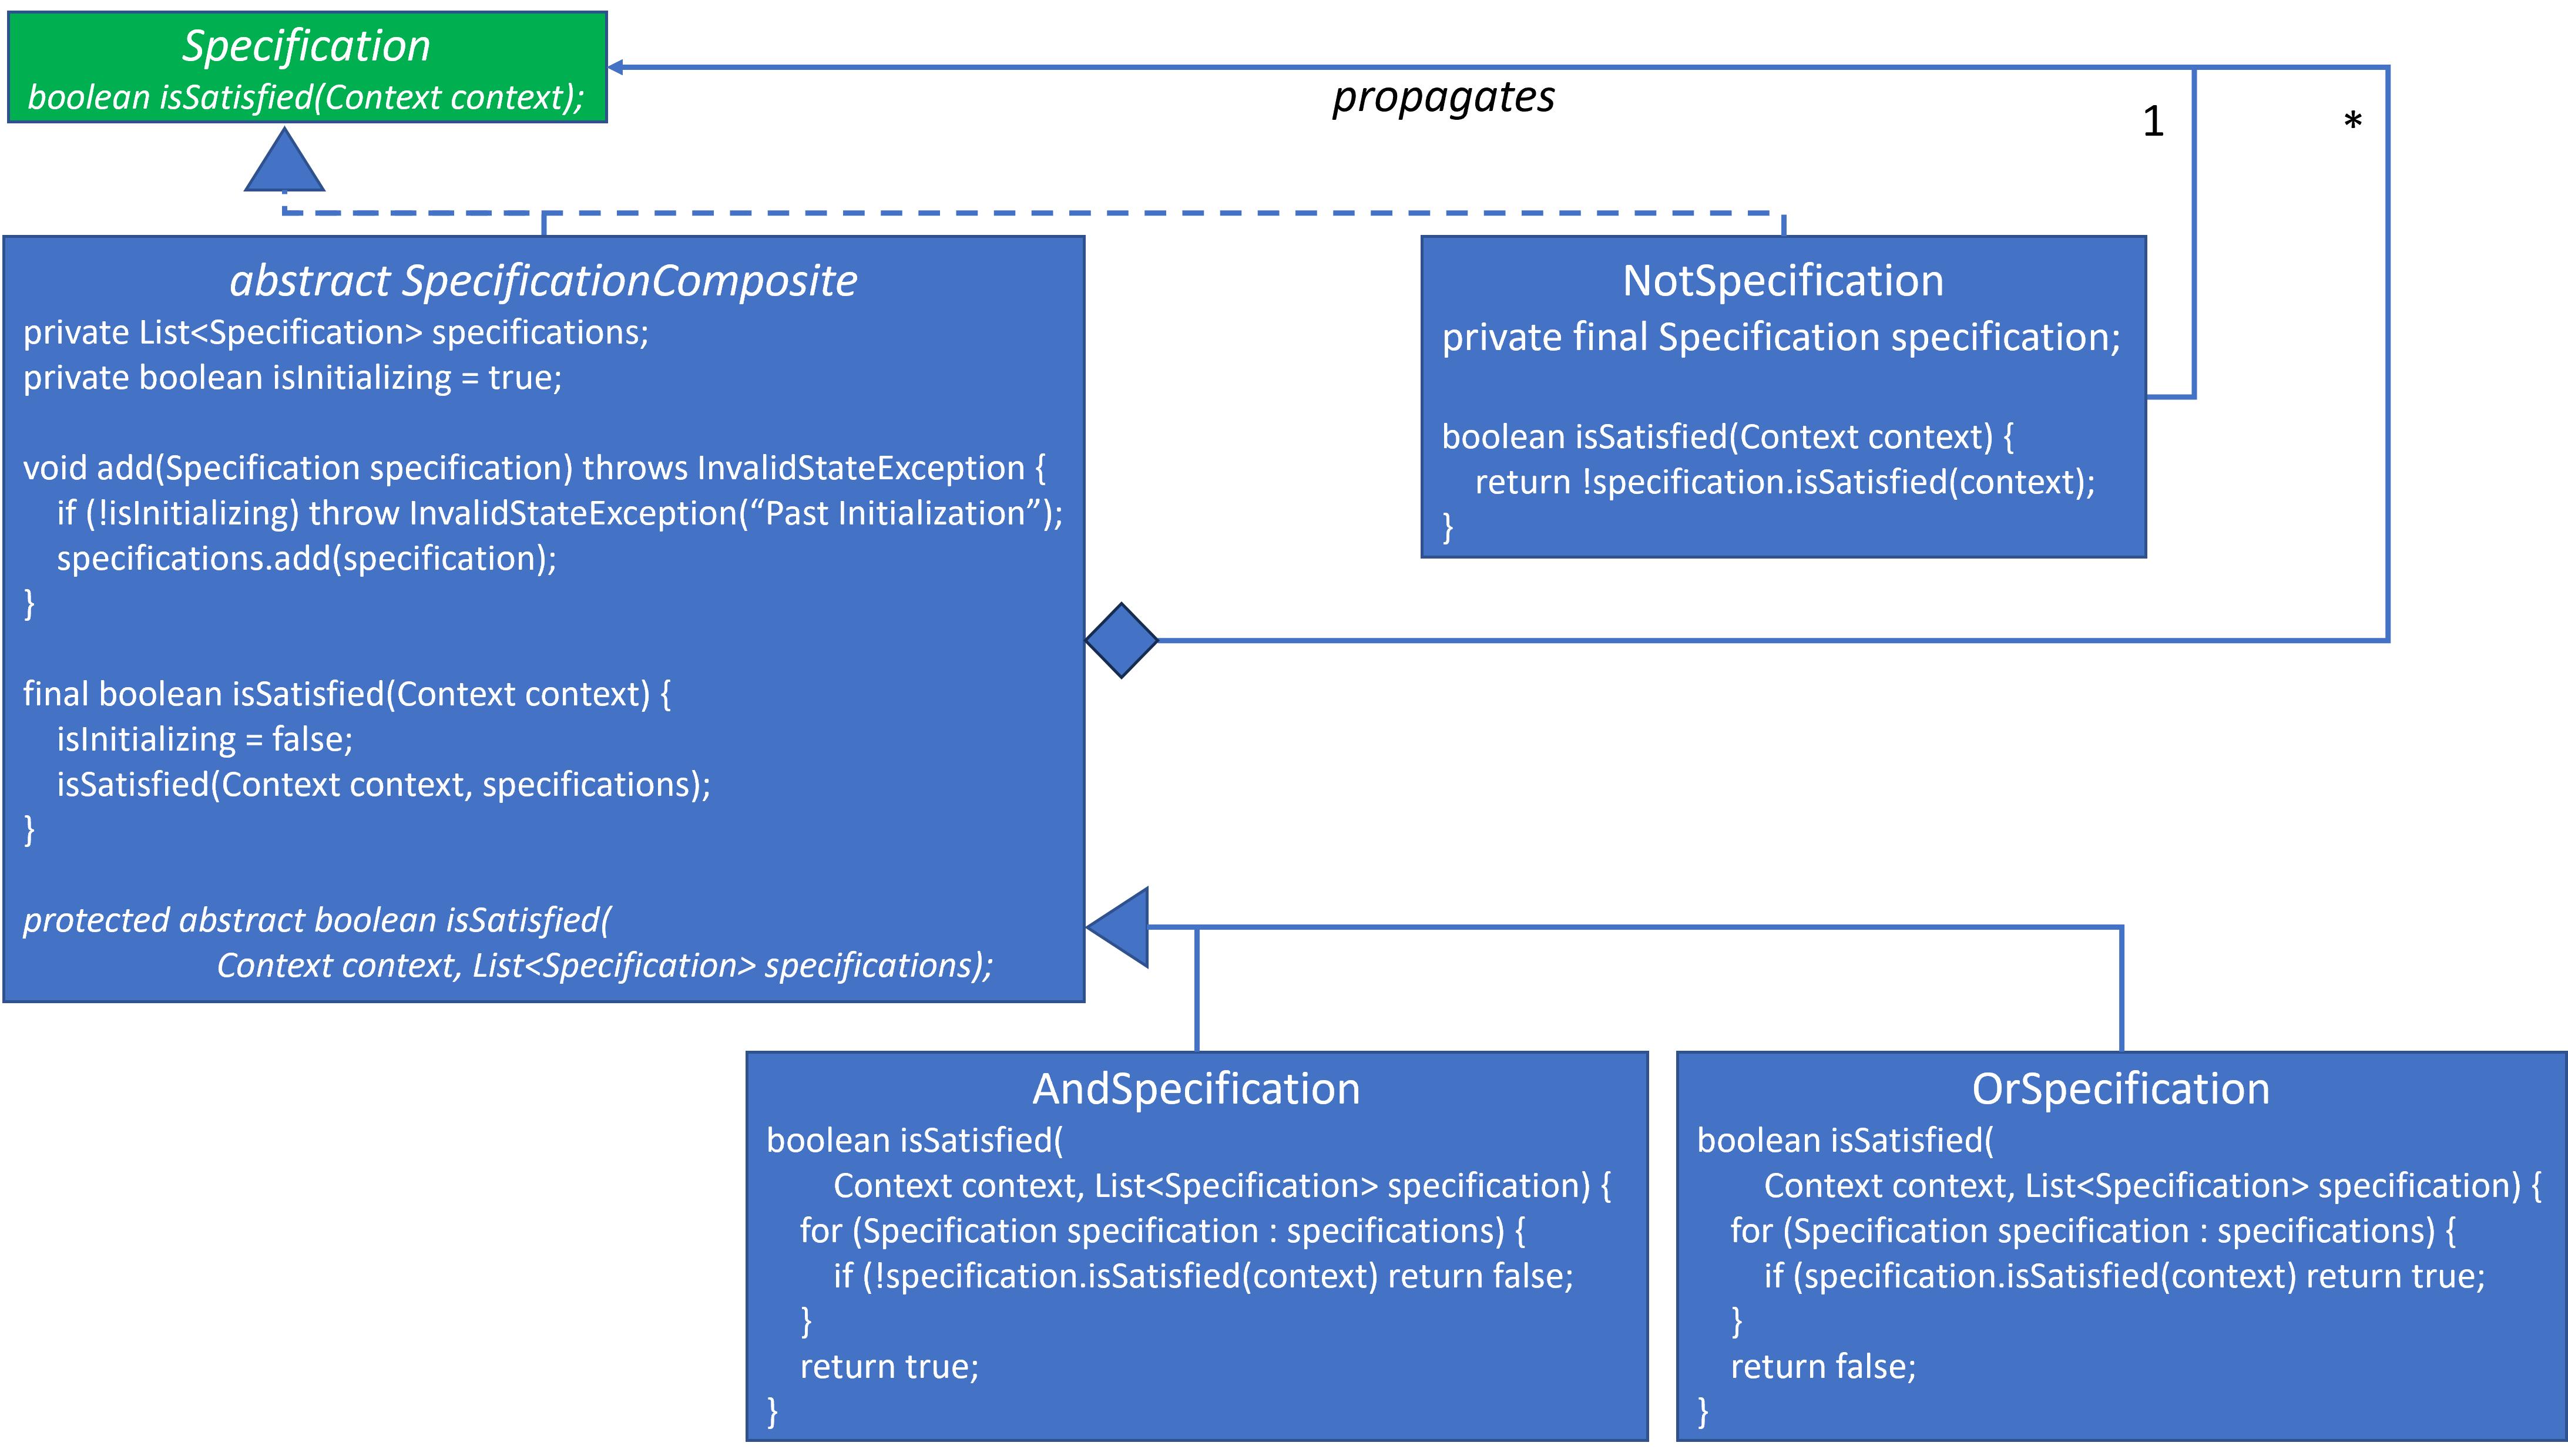 Specification
boolean isSatisfied(Context context);
propagates
1
*
abstract SpecificationComposite
private List<Specification> specifications;
private boolean isInitializing = true;
void add(Specification specification) throws InvalidStateException {
if (!isInitializing) throw InvalidStateException(“Past Initialization”);
specifications.add(specification);
}
final boolean isSatisfied(Context context) {
isInitializing = false;
isSatisfied(Context context, specifications);
}
protected abstract boolean isSatisfied(
Context context, List<Specification> specifications);
NotSpecification
private final Specification specification;
boolean isSatisfied(Context context) {
return !specification.isSatisfied(context);
}
AndSpecification
boolean isSatisfied(
Context context, List<Specification> specification) {
for (Specification specification : specifications) {
if (!specification.isSatisfied(context) return false;
}
return true;
}
OrSpecification
boolean isSatisfied(
Context context, List<Specification> specification) {
for (Specification specification : specifications) {
if (specification.isSatisfied(context) return true;
}
return false;
}